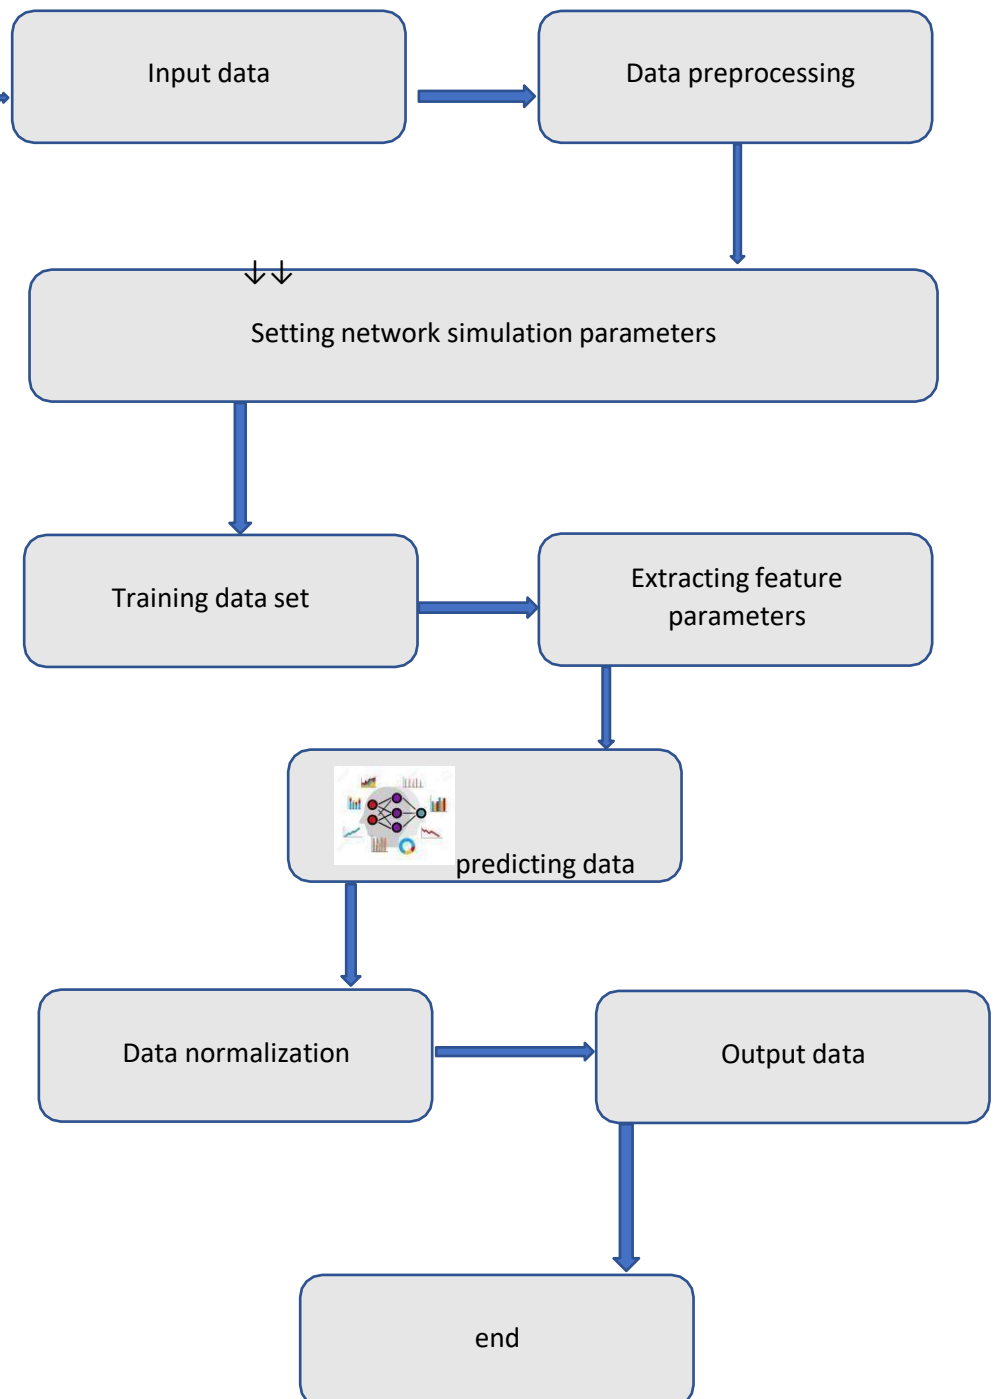 Input data
Data preprocessing
↓↓
Setting network simulation parameters
Training data set
Extracting feature
parameters
predicting data
Data normalization
Output data
end